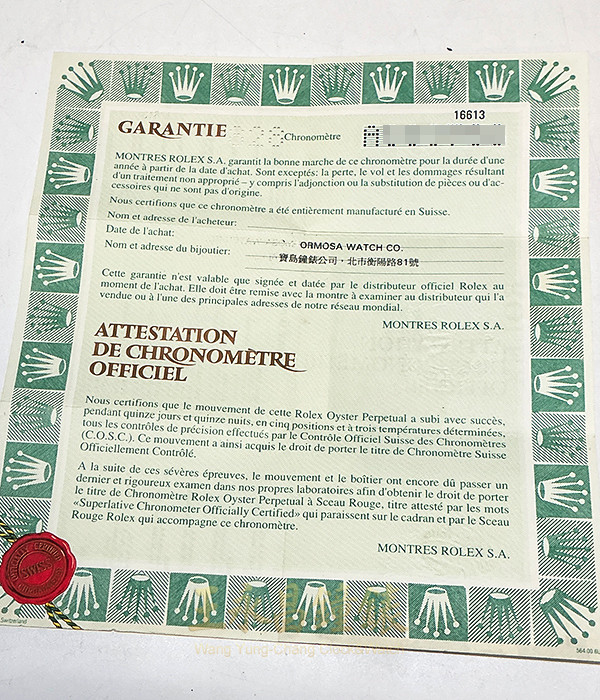 16613
GARANTIE
Chronomètre
MONTRES ROLEX S.A. garantit la bonne marche de ce chronomètre pour la durée d'une
année à partir de la date d'achat. Sont exceptés: la perte, le vol et les dommages résultant
d'un traitement non approprié – y compris l'adjonction ou la substitution de pièces ou d'ac-
cessoires qui ne sont pas d'origine.
Nous certifions que ce chronomètre a été entièrement manufacturé en Suisse.
Nom et adresse de l'acheteur:
Date de l'achat:
ORMOSA WATCH CO.
Nom et adresse du bijoutier:
寶島鐘錶公司·北市衡陽路81號
Cette garantie n'est valable que signée et datée par le distributeur officiel Rolex au
moment de l'achat. Elle doit être remise avec la montre à examiner au distributeur qui l'a
vendue ou à l'une des principales adresses de notre réseau mondial.
MONTRES ROLEX S.A.
ATTESTATION
DE CHRONOMÈTRE
OFFICIEL
Nous certifions que le mouvement de cette Rolex Oyster Perpetual a subi avec succès,
pendant quinze jours et quinze nuits, en cinq positions et à trois températures déterminées,
tous les contrôles de précision effectués par le Contrôle Officiel Suisse des Chronomètres
(C.O.S.C.). Ce mouvement a ainsi acquis le droit de porter le titre de Chronomètre Suisse
Officiellement Contrôlé.
A la suite de ces sévères épreuves, le mouvement et le boîtier ont encore dû passer un
dernier et rigoureux examen dans nos propres laboratoires afin d'obtenir le droit de porter
le titre de Chronomètre Rolex Oyster Perpetual à Sceau Rouge, titre attesté par les mots
«Superlative Chronometer Officially Certified» qui paraissent sur le cadran et par le Sceau
Rouge Rolex qui accompagne ce chronomètre.
MONTRES ROLEX S.A.
SWISS
Switzerland